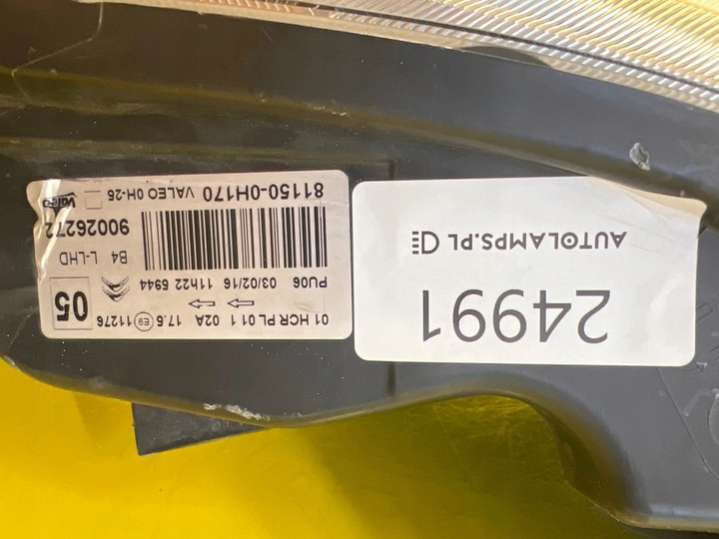 01 HCR PL 01 1 02A 17.5 E9 11276
PU06 03/02/16 11h22 6944
05
B4 L-LHD
90026272
81150-0H170 VALEO 0H-26
Valeo
24991
AUTOLAMPS.PL